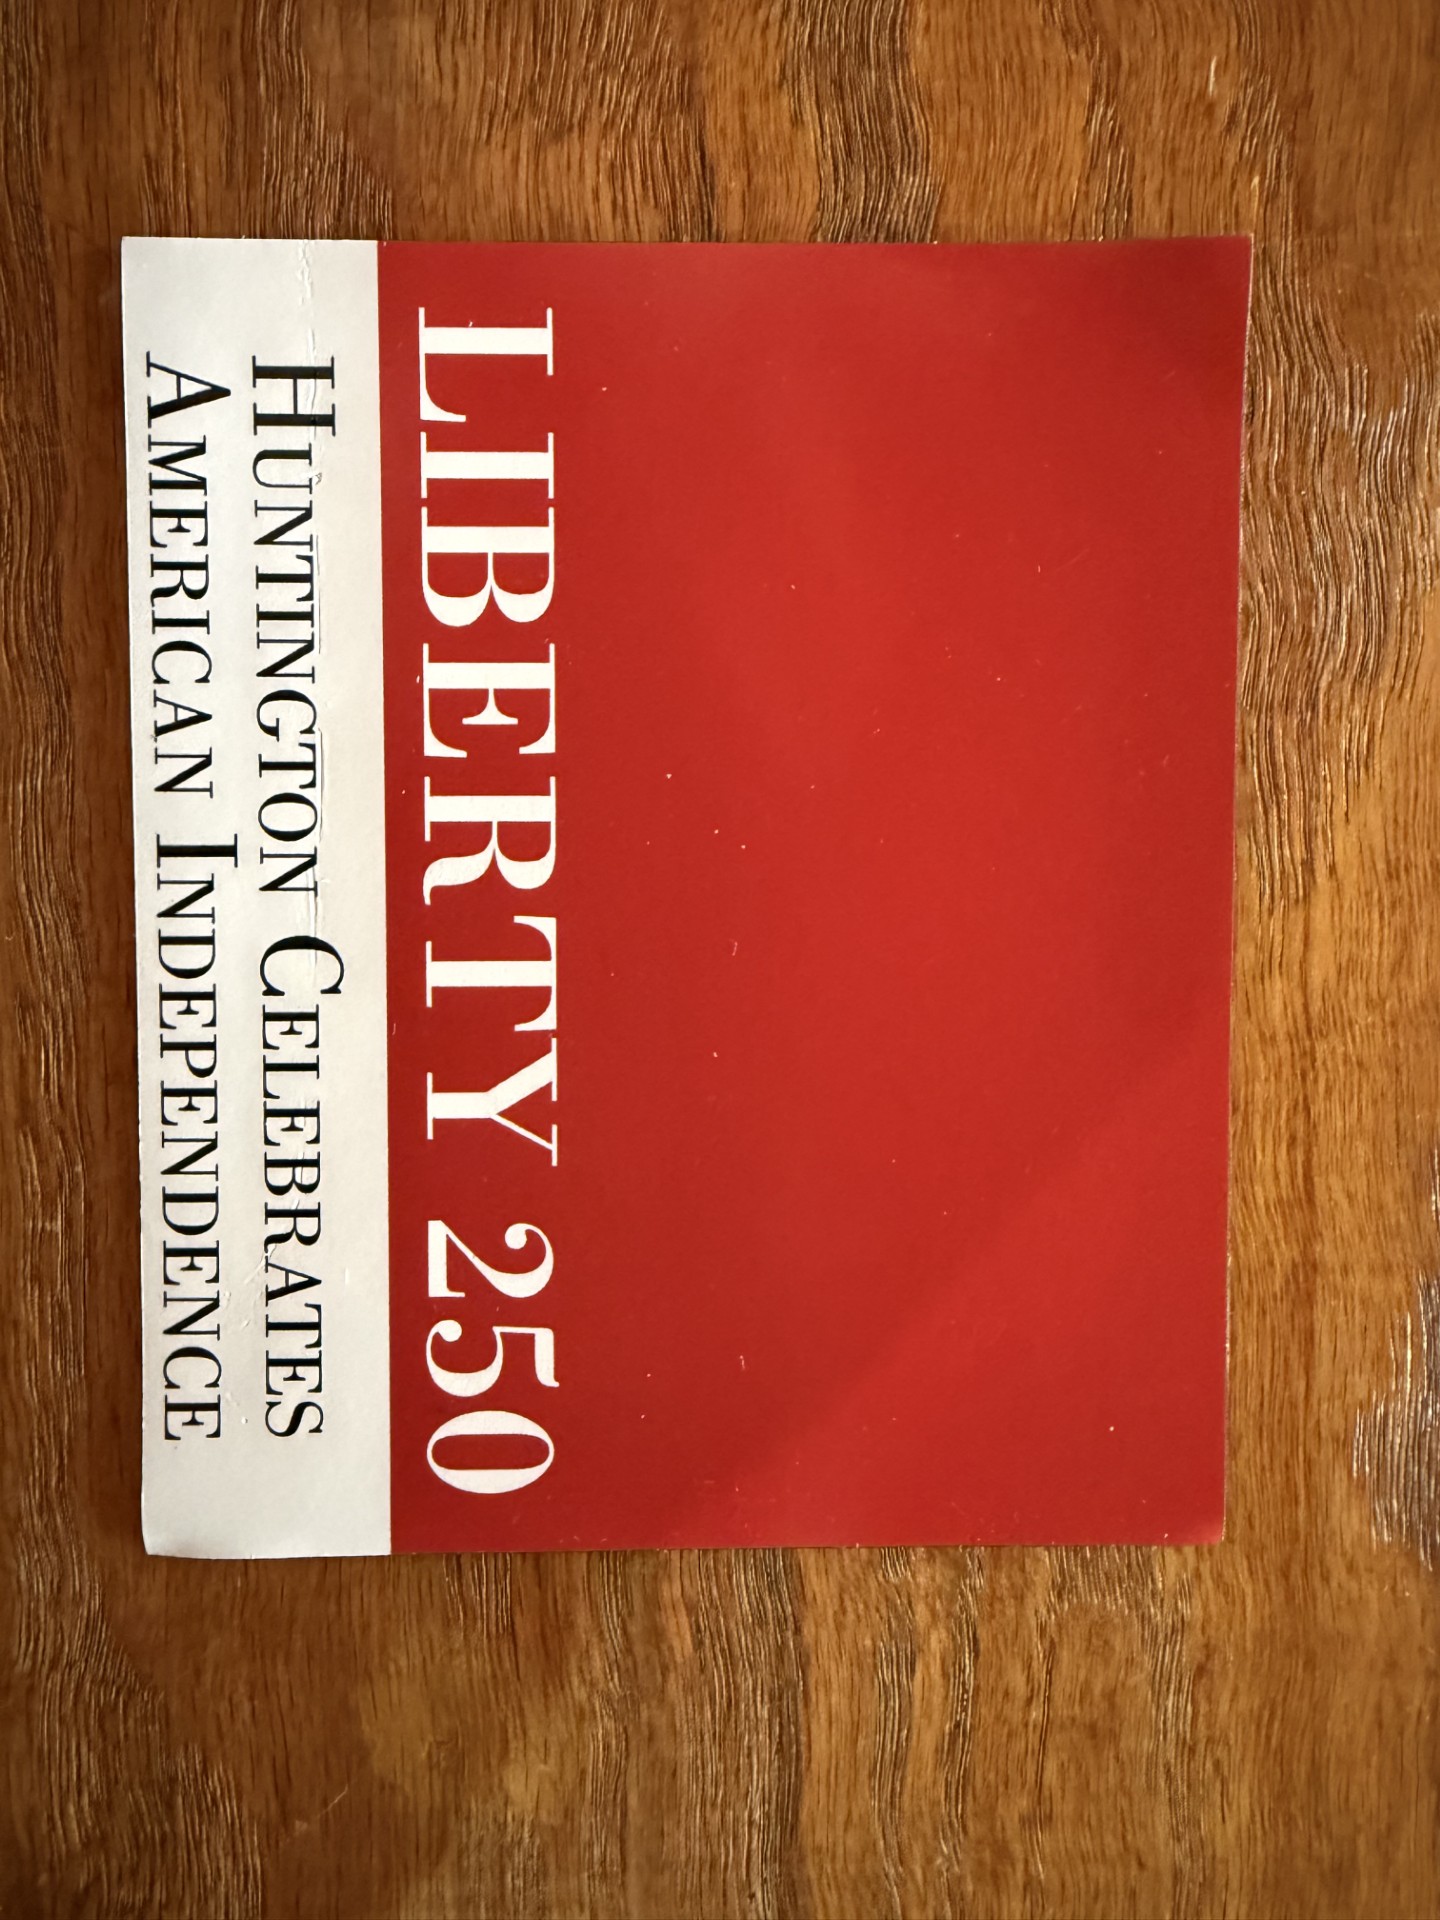 LIBERTY 250
HUNTINGTON CELEBRATES
AMERICAN INDEPENDENCE